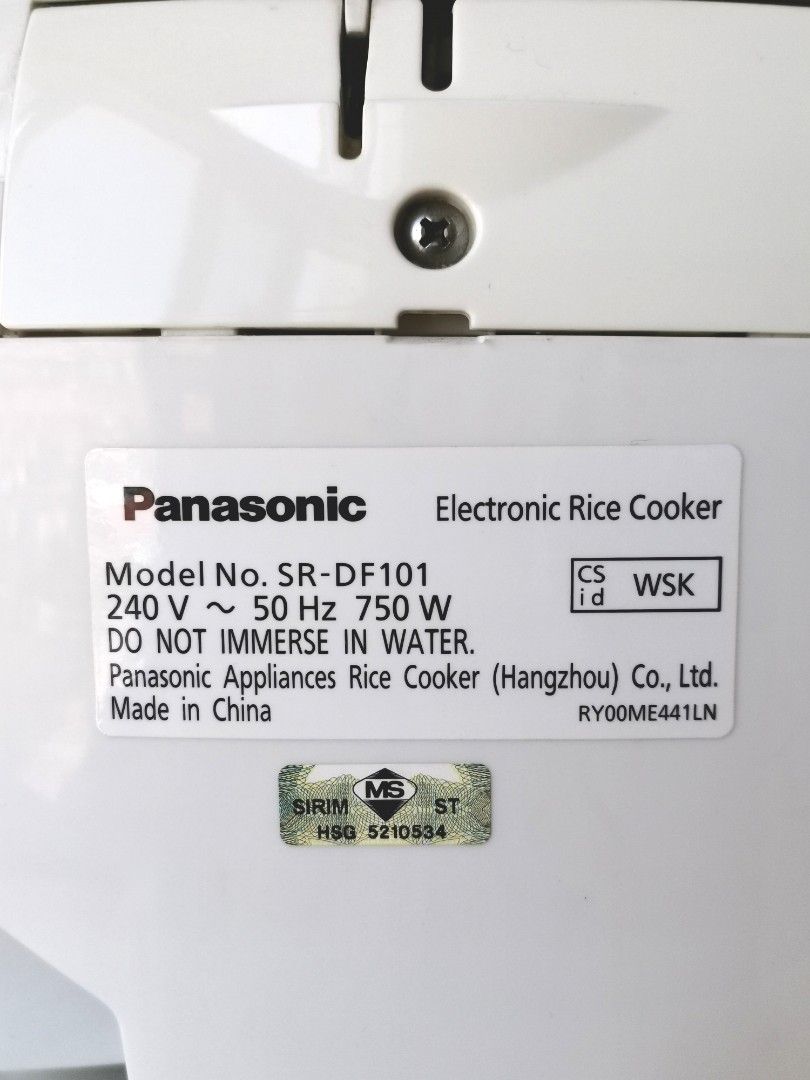 Panasonic Electronic Rice Cooker
Model No. SR-DF101
CS id WSK
240 V ~ 50 Hz 750 W
DO NOT IMMERSE IN WATER.
Panasonic Appliances Rice Cooker (Hangzhou) Co., Ltd.
Made in China RY00ME441LN
MS
SIRIM ST
HSG 5210534